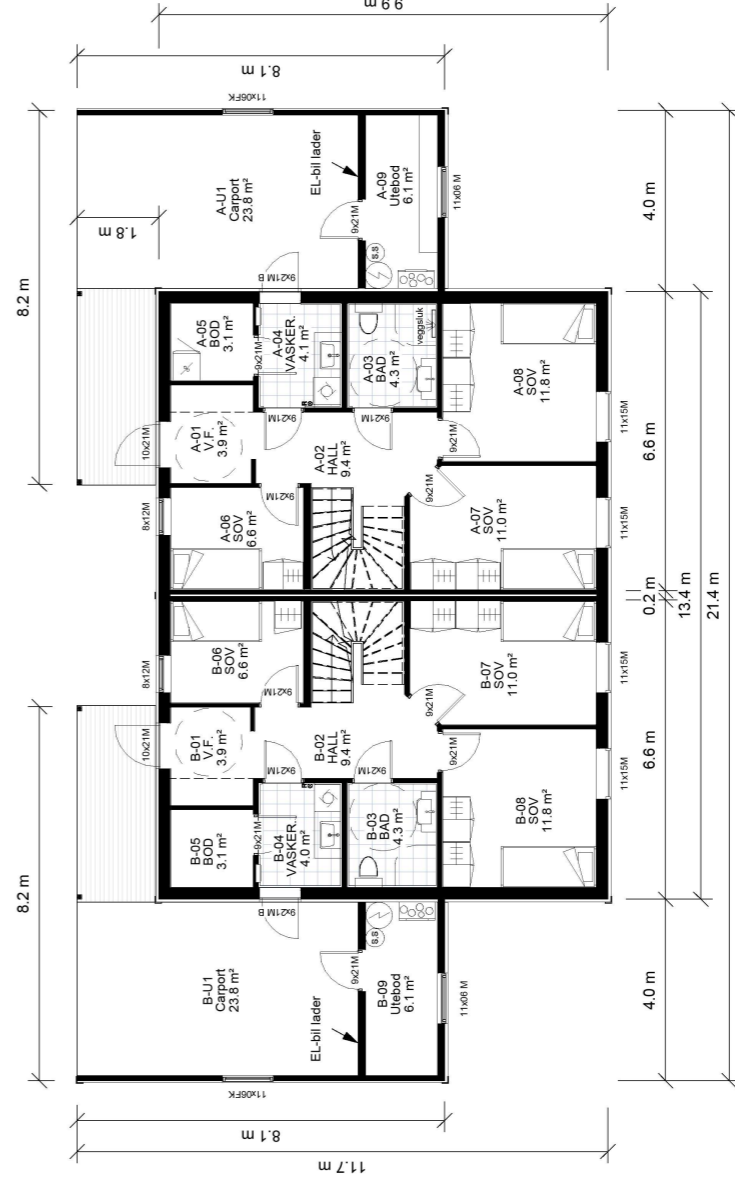 9.9 m
8.1 m
11x06FK
8.2 m
1.8 m
A-U1
Carport
23.8 m²
EL-bil lader
9x21M
A-09
Utebod
6.1 m²
11x06 M
S.S
4.0 m
9x21M B
A-05
BOD
3.1 m²
9x21M
A-04
VASKER.
4.1 m²
A-03
BAD
4.3 m²
veggsluk
10x21M
A-01
V.F.
3.9 m²
9x21M
9x21M
A-02
HALL
9.4 m²
9x21M
A-08
SOV
11.8 m²
11x15M
6.6 m
8x12M
A-06
SOV
6.6 m²
9x21M
9x21M
A-07
SOV
11.0 m²
11x15M
0.2 m
13.4 m
21.4 m
8x12M
B-06
SOV
6.6 m²
9x21M
9x21M
B-07
SOV
11.0 m²
11x15M
10x21M
B-01
V.F.
3.9 m²
9x21M
B-02
HALL
9.4 m²
9x21M
9x21M
B-08
SOV
11.8 m²
11x15M
6.6 m
B-05
BOD
3.1 m²
9x21M
B-04
VASKER.
4.0 m²
B-03
BAD
4.3 m²
8.2 m
9x21M B
B-U1
Carport
23.8 m²
S.S
9x21M
EL-bil lader
B-09
Utebod
6.1 m²
11x06 M
4.0 m
11x06FK
8.1 m
11.7 m